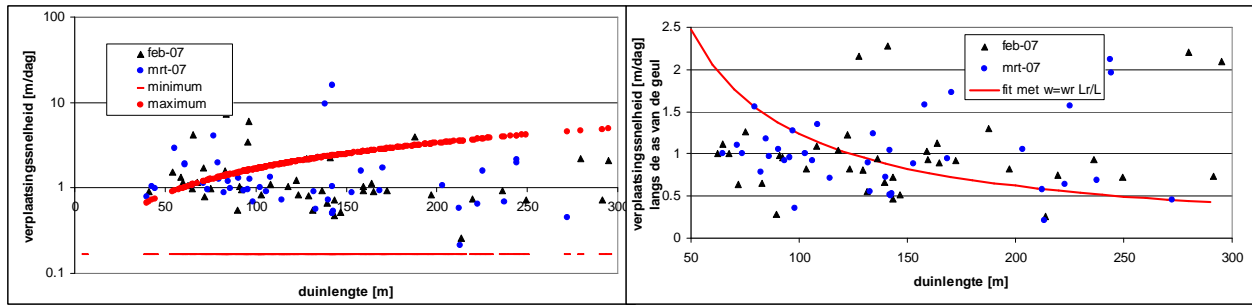 verplaatsingssnelheid [m/dag]
100
10
1
0.1
feb-07
mrt-07
minimum
maximum
0
50
100
150
200
250
300
duinlengte [m]
verplaatsingssnelheid [m/dag]
langs de as van de geul
2.5
2
1.5
1
0.5
0
feb-07
mrt-07
fit met w=wr Lr/L
50
100
150
200
250
300
duinlengte [m]